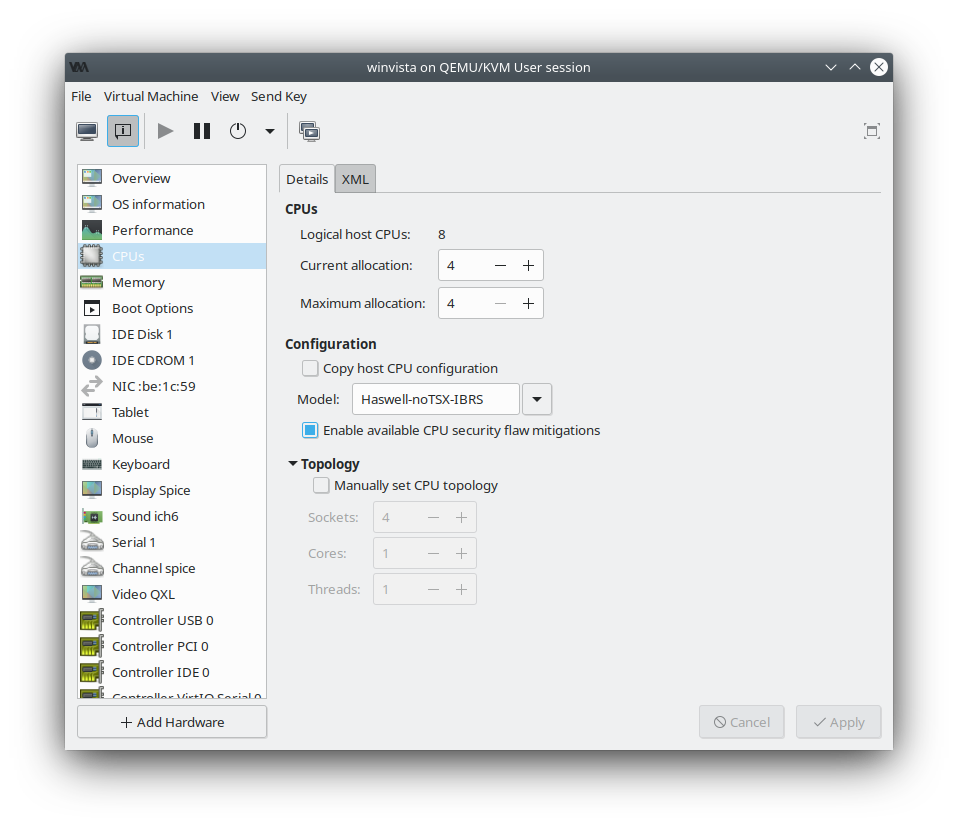 winvista on QEMU/KVM User session
File Virtual Machine View Send Key
Overview
OS information
Performance
CPUs
Memory
Boot Options
IDE Disk 1
IDE CDROM 1
NIC :be:1c:59
Tablet
Mouse
Keyboard
Display Spice
Sound ich6
Serial 1
Channel spice
Video QXL
Controller USB 0
Controller PCI 0
Controller IDE 0
Controller VirtIO Serial 0
Add Hardware
Details XML
CPUs
Logical host CPUs: 8
Current allocation: 4
Maximum allocation: 4
Configuration
Copy host CPU configuration
Model: Haswell-noTSX-IBRS
Enable available CPU security flaw mitigations
Topology
Manually set CPU topology
Sockets: 4
Cores: 1
Threads: 1
Cancel Apply